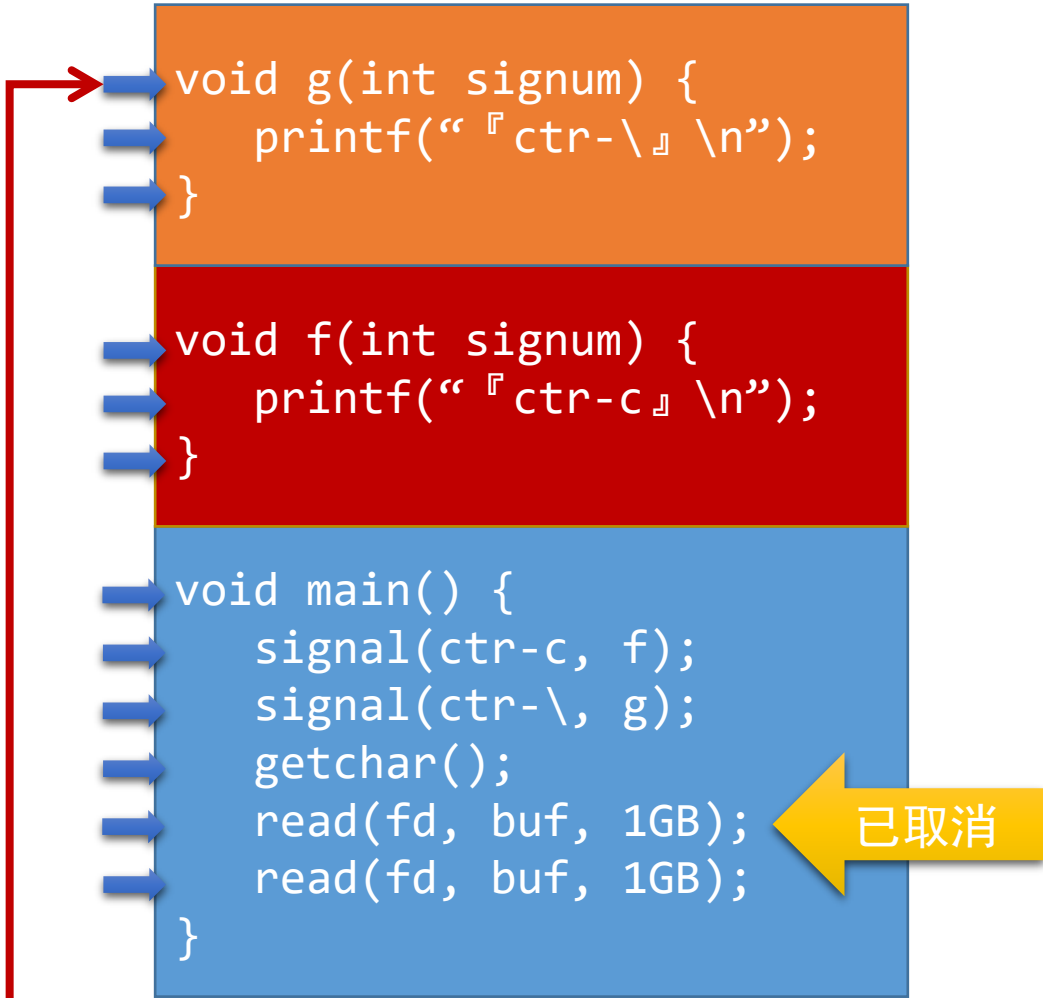 void g(int signum) {
printf(“『ctr-\』\n”);
}
void f(int signum) {
printf(“『ctr-c』\n”);
}
void main() {
signal(ctr-c, f);
signal(ctr-\, g);
getchar();
read(fd, buf, 1GB);
已取消
read(fd, buf, 1GB);
}